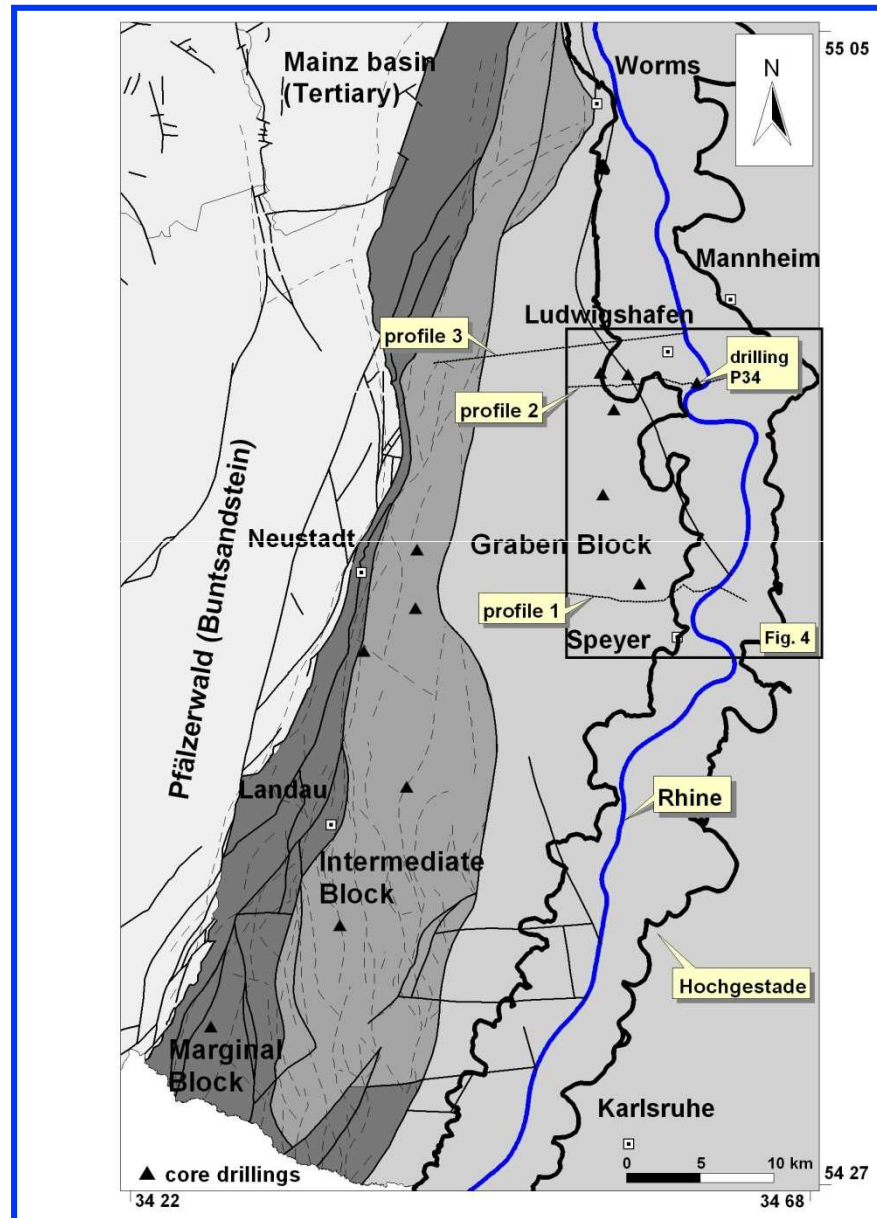 55 05
Mainz basin
(Tertiary)
Worms
N
Mannheim
Ludwigshafen
profile 3
drilling
P34
profile 2
Pfälzerwald (Buntsandstein)
Neustadt
Graben Block
profile 1
Speyer
Fig. 4
Landau
Rhine
Intermediate
Block
Hochgestade
Marginal
Block
Karlsruhe
0 5 10 km
core drillings
54 27
34 22
34 68